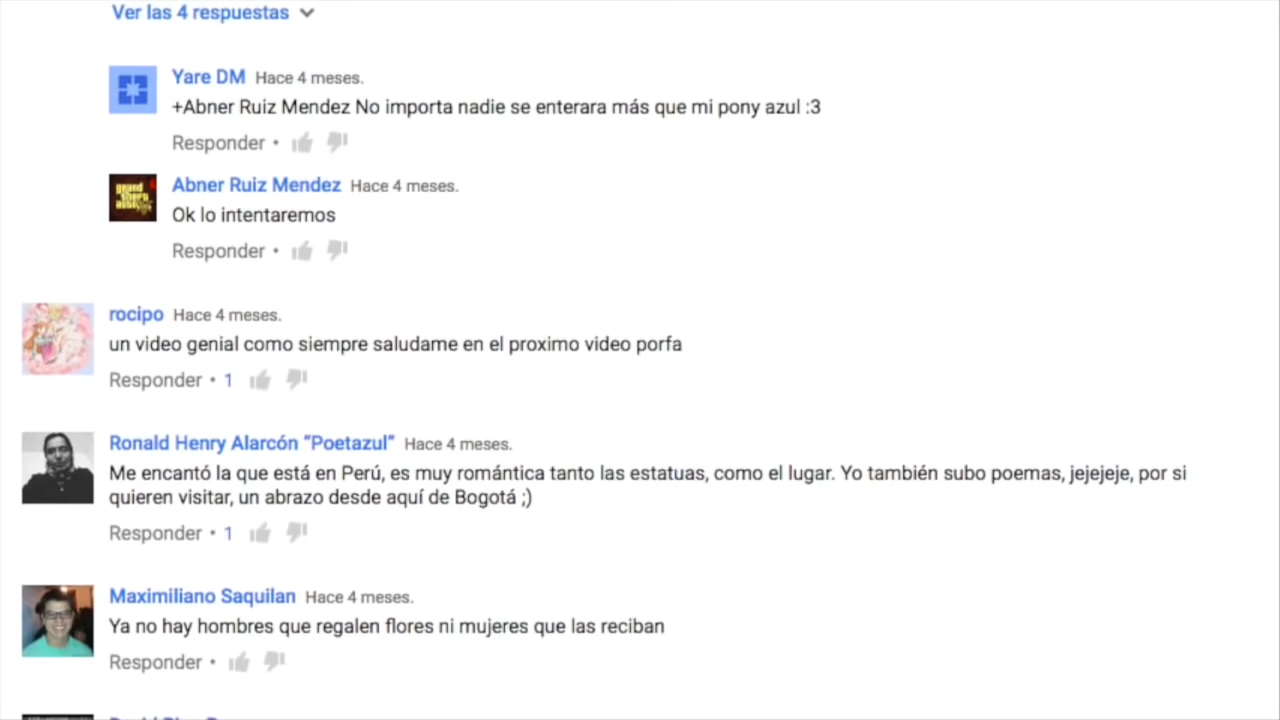 Ver las 4 respuestas
Yare DM Hace 4 meses.
+Abner Ruiz Mendez No importa nadie se enterara más que mi pony azul :3
Responder •
grand
theft
auto
Abner Ruiz Mendez Hace 4 meses.
Ok lo intentaremos
Responder •
rocipo Hace 4 meses.
un video genial como siempre saludame en el proximo video porfa
Responder • 1
Ronald Henry Alarcón "Poetazul" Hace 4 meses.
Me encantó la que está en Perú, es muy romántica tanto las estatuas, como el lugar. Yo también subo poemas, jejejeje, por si
quieren visitar, un abrazo desde aquí de Bogotá ;)
Responder • 1
Maximiliano Saquilan Hace 4 meses.
Ya no hay hombres que regalen flores ni mujeres que las reciban
Responder •